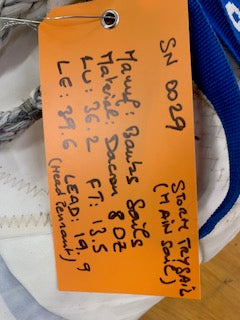 SN 0029
STORM TRYSAIL
(MAIN SAIL)
Manuf: Banks Sails
Material: Dacron 8 OZ
LU: 36.2 FT: 13.5
LE: 39.6 LEAD: 19.9
(Head Pennant)